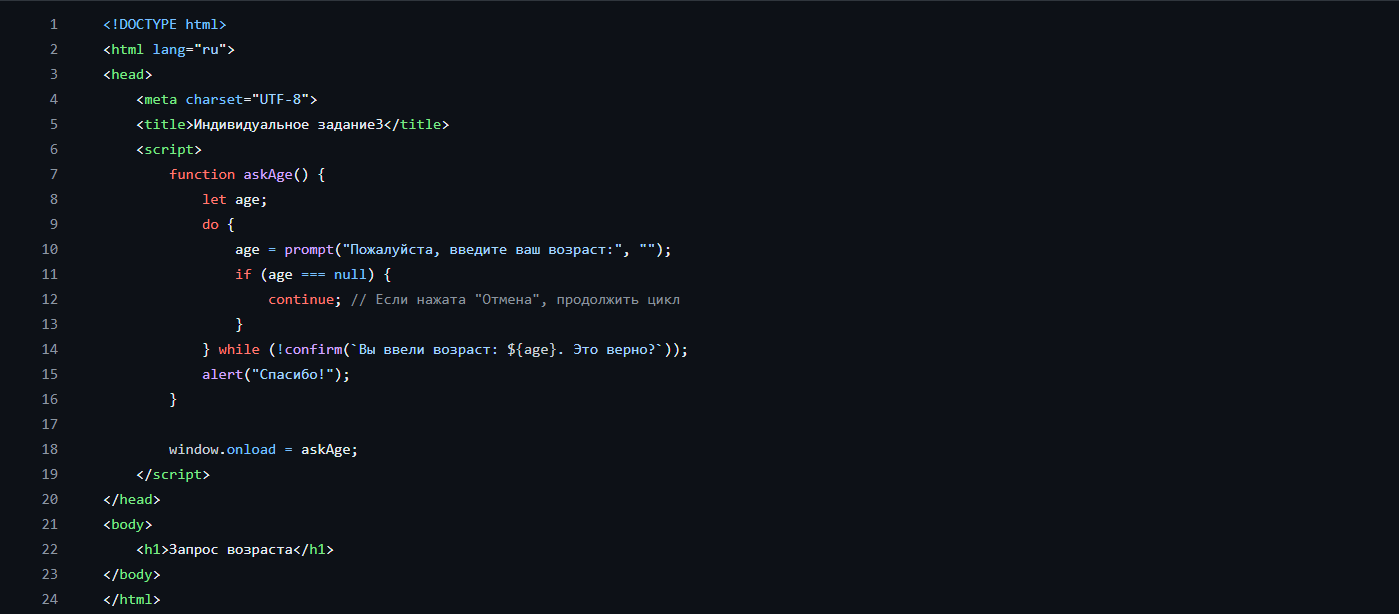 1 <!DOCTYPE html>
2 <html lang="ru">
3 <head>
4     <meta charset="UTF-8">
5     <title>Индивидуальное задание3</title>
6     <script>
7         function askAge() {
8             let age;
9             do {
10                 age = prompt("Пожалуйста, введите ваш возраст:", "");
11                 if (age === null) {
12                     continue; // Если нажата "Отмена", продолжить цикл
13                 }
14             } while (!confirm(`Вы ввели возраст: ${age}. Это верно?`));
15             alert("Спасибо!");
16         }
17
18         window.onload = askAge;
19     </script>
20 </head>
21 <body>
22     <h1>Запрос возраста</h1>
23 </body>
24 </html>